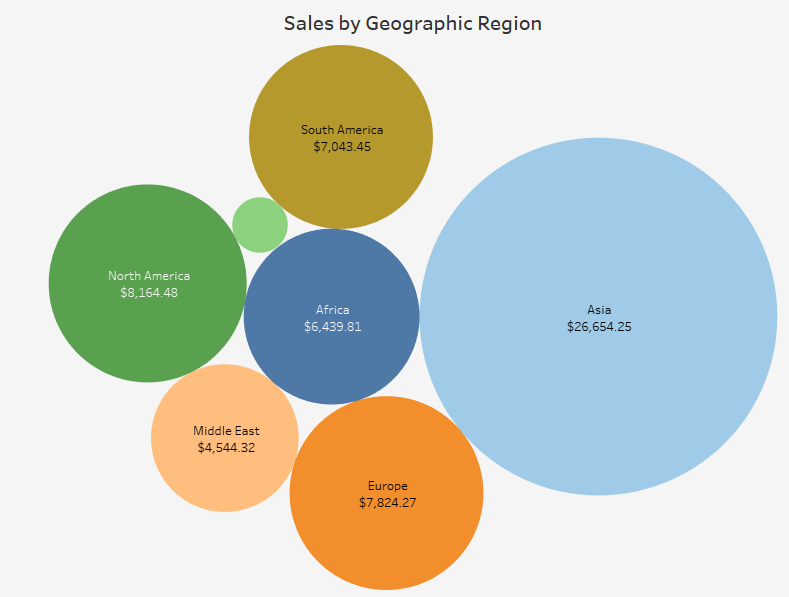 Sales by Geographic Region
South America
$7,043.45
North America
$8,164.48
Africa
$6,439.81
Asia
$26,654.25
Middle East
$4,544.32
Europe
$7,824.27